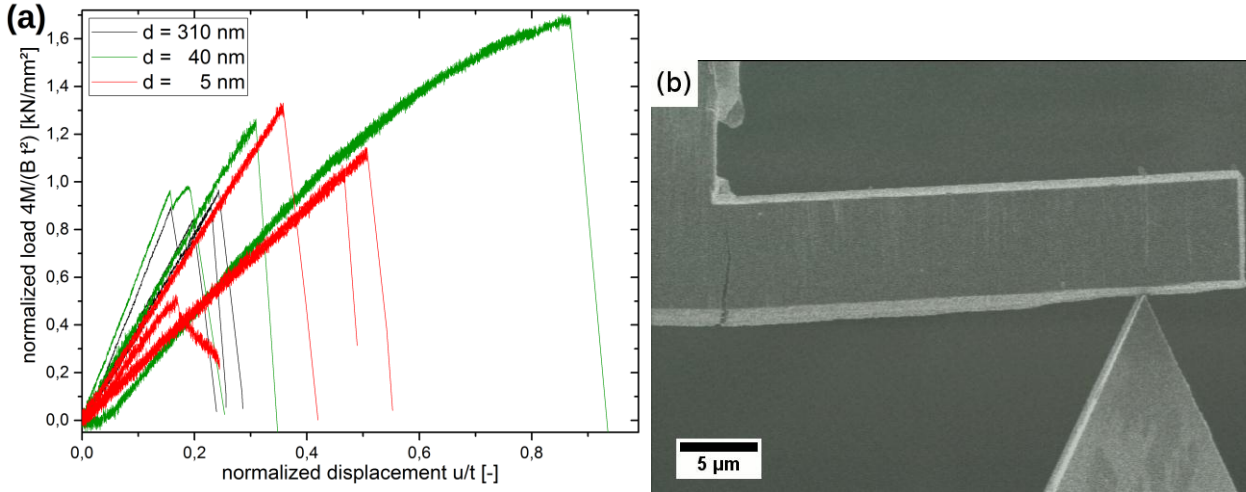 (a)
normalized load 4M/(B t²) [kN/mm²]
1,6
1,4
1,2
1,0
0,8
0,6
0,4
0,2
0,0
d = 310 nm
d = 40 nm
d = 5 nm
0,0 0,2 0,4 0,6 0,8
normalized displacement u/t [-]
(b)
5 µm